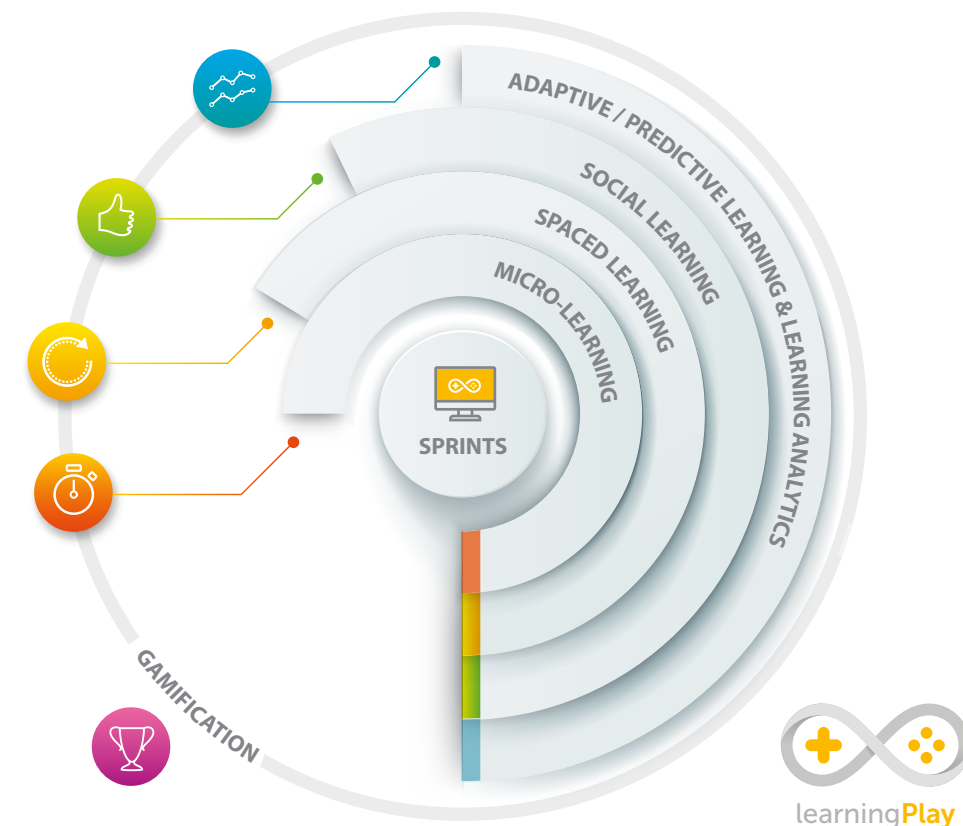 ADAPTIVE / PREDICTIVE LEARNING & LEARNING ANALYTICS
SOCIAL LEARNING
SPACED LEARNING
MICRO-LEARNING
SPRINTS
GAMIFICATION
learningPlay